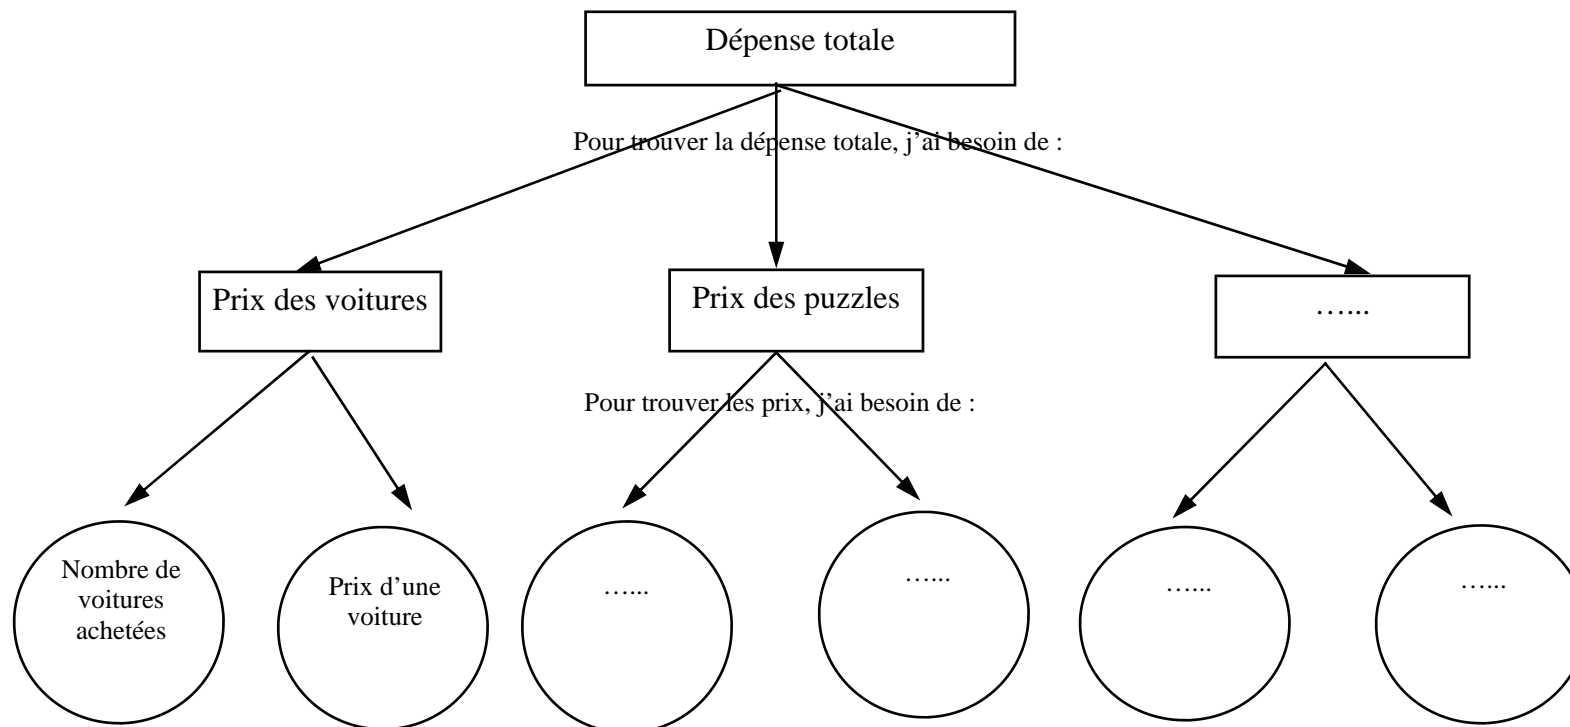 Dépense totale
Pour trouver la dépense totale, j’ai besoin de :
Prix des voitures
Prix des puzzles
…...
Pour trouver les prix, j’ai besoin de :
Nombre de
voitures
achetées
Prix d’une
voiture
…...
…...
…...
…...